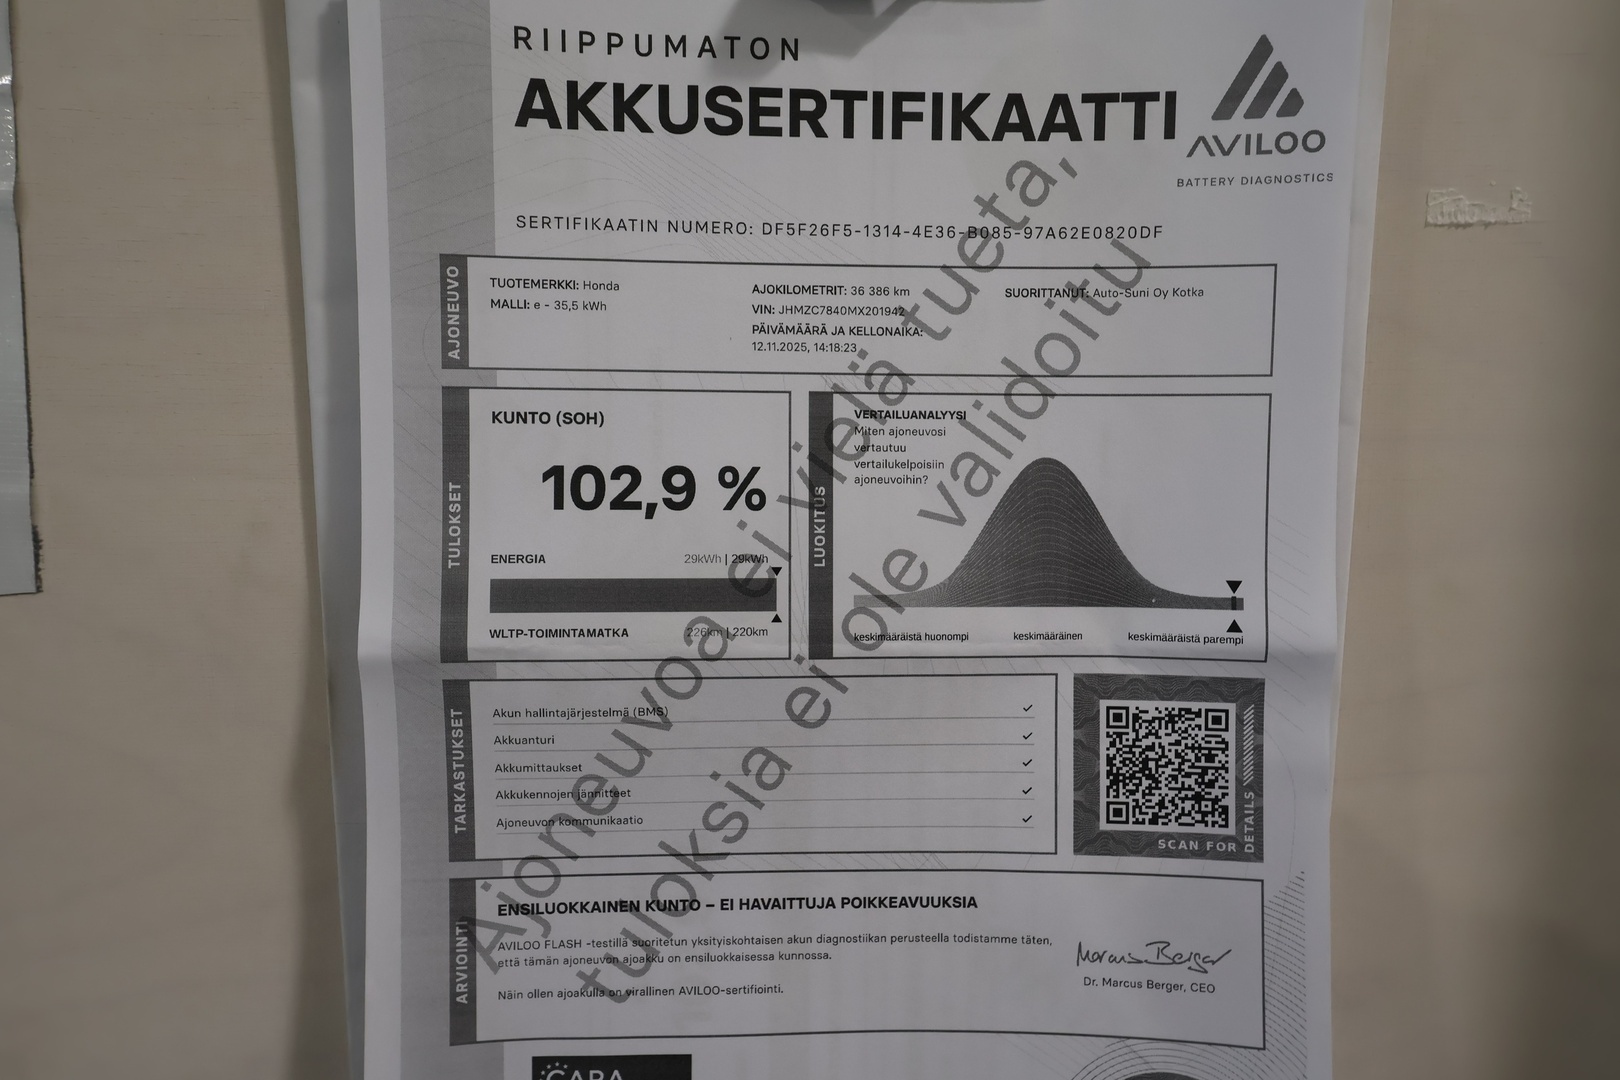 RIIPPUMATON
AKKUSERTIFIKAATTI
AVILOO
BATTERY DIAGNOSTICS
SERTIFIKAATIN NUMERO: DF5F26F5-1314-4E36-B085-97A62E0820DF
AJONEUVO
TUOTEMERKKI: Honda
MALLI: e - 35,5 kWh
AJOKILOMETRIT: 36 386 km
VIN: JHMZC7840MX201942
PÄIVÄMÄÄRÄ JA KELLONAIKA:
12.11.2025, 14:18:23
SUORITTANUT: Auto-Suni Oy Kotka
TULOKSET
KUNTO (SOH)
102,9 %
ENERGIA
29kWh | 29kWh
WLTP-TOIMINTAMATKA
226km | 220km
LUOKITUS
VERTAILUANALYYSI
Miten ajoneuvosi
vertautuu
vertailukelpoisiin
ajoneuvoihin?
keskimääräistä huonompi
keskimääräinen
keskimääräistä parempi
TARKASTUKSET
Akun hallintajärjestelmä (BMS)
Akkuanturi
Akkumittaukset
Akkukennojen jännitteet
Ajoneuvon kommunikaatio
SCAN FOR DETAILS
ARVIOINTI
ENSILUOKKAINEN KUNTO – EI HAVAITTUJA POIKKEAVUUKSIA
AVILOO FLASH -testillä suoritetun yksityiskohtaisen akun diagnostiikan perusteella todistamme täten,
että tämän ajoneuvon ajoakku on ensiluokkaisessa kunnossa.
Näin ollen ajoakulla on virallinen AVILOO-sertifiointi.
Marcus Berger
Dr. Marcus Berger, CEO
CARA
Ajoneuvoa ei vielä tueta,
tuloksia ei ole validoitu